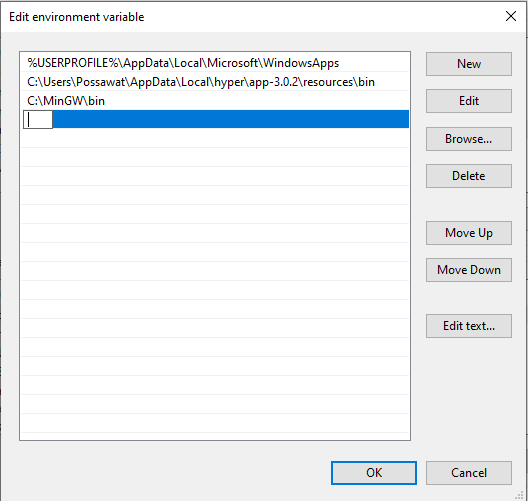 Edit environment variable
%USERPROFILE%\AppData\Local\Microsoft\WindowsApps
C:\Users\Possawat\AppData\Local\hyper\app-3.0.2\resources\bin
C:\MinGW\bin
New
Edit
Browse...
Delete
Move Up
Move Down
Edit text...
OK
Cancel